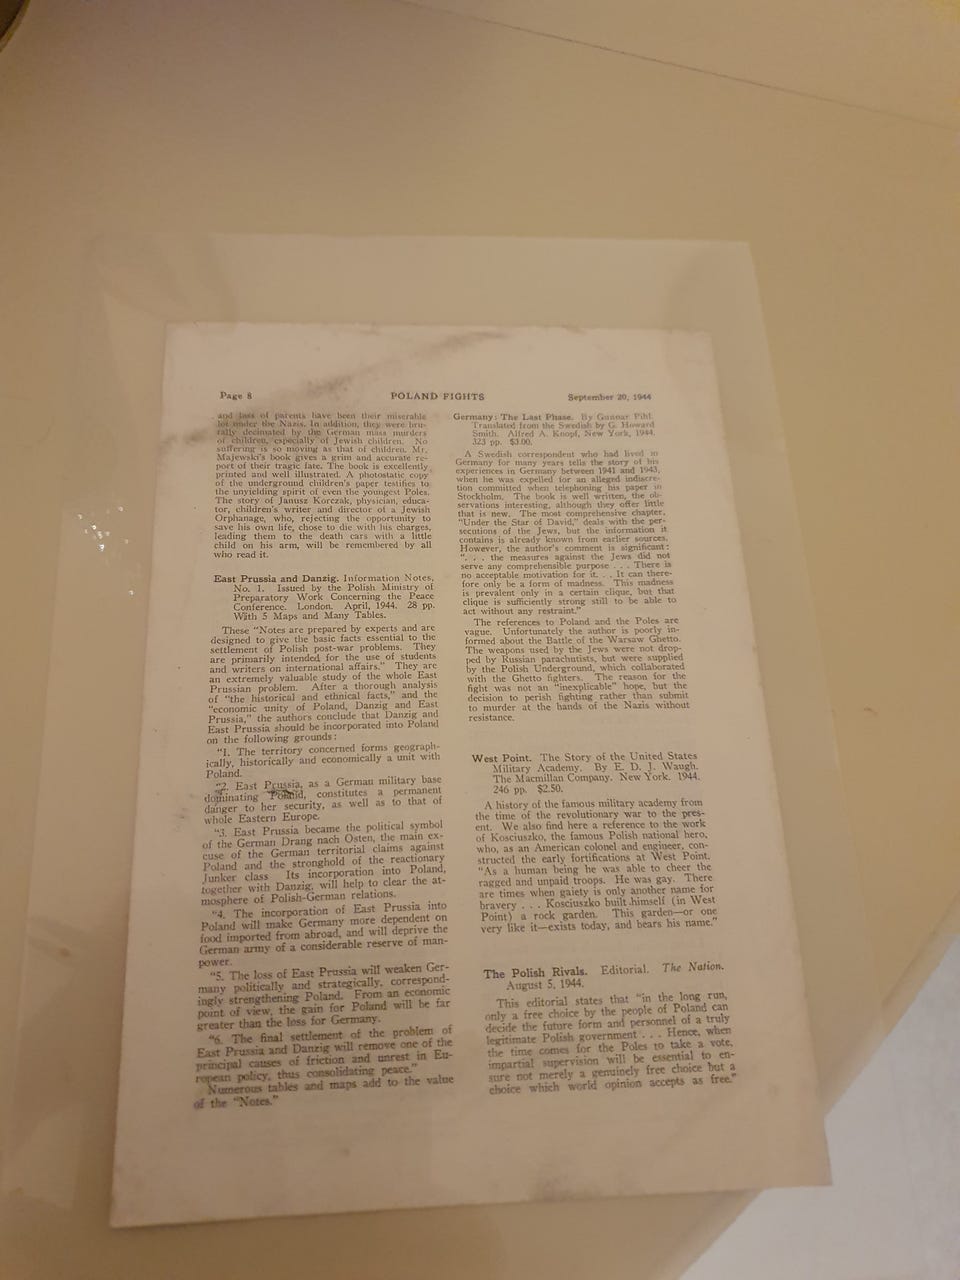 Page 8
POLAND FIGHTS
September 20, 1944
and loss of parents have been their miserable
lot under the Nazis. In addition, they were bru-
tally decimated by the German mass murders
of children, especially of Jewish children. No
suffering is so moving as that of children. Mr.
Majewski's book gives a grim and accurate re-
port of their tragic fate. The book is excellently
printed and well illustrated. A photostatic copy
of the underground children's paper testifies to
the unyielding spirit of even the youngest Poles.
The story of Janusz Korczak, physician, educa-
tor, children's writer and director of a Jewish
Orphanage, who, rejecting the opportunity to
save his own life, chose to die with his charges,
leading them to the death cars with a little
child on his arm, will be remembered by all
who read it.
East Prussia and Danzig. Information Notes,
No. 1. Issued by the Polish Ministry of
Preparatory Work Concerning the Peace
Conference. London. April, 1944. 28 pp.
With 5 Maps and Many Tables.
These "Notes are prepared by experts and are
designed to give the basic facts essential to the
settlement of Polish post-war problems. They
are primarily intended for the use of students
and writers on international affairs." They are
an extremely valuable study of the whole East
Prussian problem. After a thorough analysis
of "the historical and ethnical facts," and the
"economic unity of Poland, Danzig and East
Prussia," the authors conclude that Danzig and
East Prussia should be incorporated into Poland
on the following grounds:
"1. The territory concerned forms geograph-
ically, historically and economically a unit with
Poland.
"2. East Prussia, as a German military base
dominating Poland, constitutes a permanent
danger to her security, as well as to that of
whole Eastern Europe.
"3. East Prussia became the political symbol
of the German Drang nach Osten, the main ex-
cuse of the German territorial claims against
Poland and the stronghold of the reactionary
Junker class Its incorporation into Poland,
together with Danzig, will help to clear the at-
mosphere of Polish-German relations.
"4. The incorporation of East Prussia into
Poland will make Germany more dependent on
food imported from abroad, and will deprive the
German army of a considerable reserve of man-
power.
"5. The loss of East Prussia will weaken Ger-
many politically and strategically, correspond-
ingly strengthening Poland. From an economic
point of view, the gain for Poland will be far
greater than the loss for Germany.
"6. The final settlement of the problem of
East Prussia and Danzig will remove one of the
principal causes of friction and unrest in Eu-
ropean policy, thus consolidating peace."
Numerous tables and maps add to the value
of the "Notes."
Germany: The Last Phase. By Gunnar Pihl.
Translated from the Swedish by G. Howard
Smith. Alfred A. Knopf, New York, 1944.
323 pp. $3.00.
A Swedish correspondent who had lived in
Germany for many years tells the story of his
experiences in Germany between 1941 and 1943,
when he was expelled for an alleged indiscre-
tion committed when telephoning his paper in
Stockholm. The book is well written, the ob-
servations interesting, although they offer little
that is new. The most comprehensive chapter,
"Under the Star of David," deals with the per-
secutions of the Jews, but the information it
contains is already known from earlier sources.
However, the author's comment is significant:
". . . the measures against the Jews did not
serve any comprehensible purpose . . . There is
no acceptable motivation for it. . . It can there-
fore only be a form of madness. This madness
is prevalent only in a certain clique, but that
clique is sufficiently strong still to be able to
act without any restraint."
The references to Poland and the Poles are
vague. Unfortunately the author is poorly in-
formed about the Battle of the Warsaw Ghetto.
The weapons used by the Jews were not drop-
ped by Russian parachutists, but were supplied
by the Polish Underground, which collaborated
with the Ghetto fighters. The reason for the
fight was not an "inexplicable" hope, but the
decision to perish fighting rather than submit
to murder at the hands of the Nazis without
resistance.
West Point. The Story of the United States
Military Academy. By E. D. J. Waugh.
The Macmillan Company. New York. 1944.
246 pp. $2.50.
A history of the famous military academy from
the time of the revolutionary war to the pres-
ent. We also find here a reference to the work
of Kosciuszko, the famous Polish national hero,
who, as an American colonel and engineer, con-
structed the early fortifications at West Point.
"As a human being he was able to cheer the
ragged and unpaid troops. He was gay. There
are times when gaiety is only another name for
bravery . . . Kosciuszko built himself (in West
Point) a rock garden. This garden—or one
very like it—exists today, and bears his name."
The Polish Rivals. Editorial. The Nation.
August 5, 1944.
This editorial states that "in the long run,
only a free choice by the people of Poland can
decide the future form and personnel of a truly
legitimate Polish government . . . Hence, when
the time comes for the Poles to take a vote,
impartial supervision will be essential to en-
sure not merely a genuinely free choice but a
choice which world opinion accepts as free."